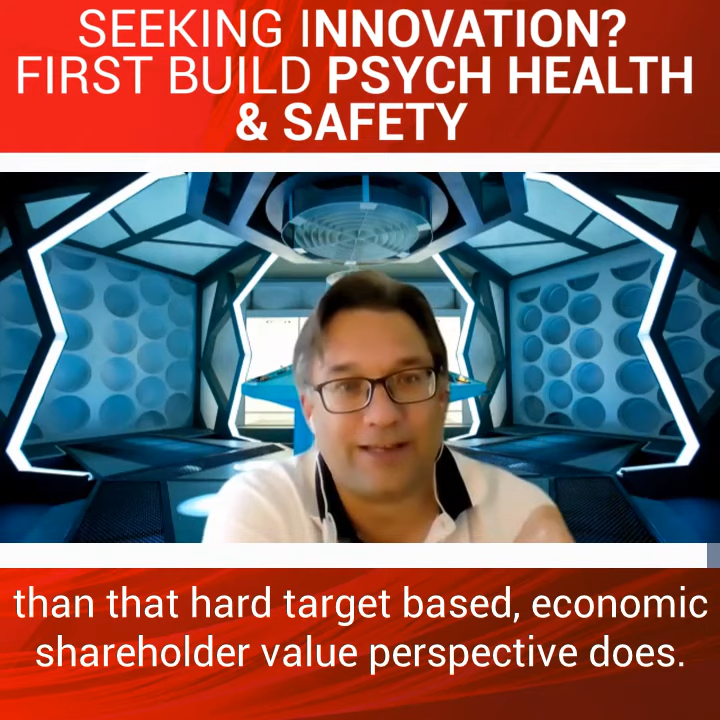 SEEKING INNOVATION?
FIRST BUILD PSYCH HEALTH
& SAFETY
than that hard target based, economic
shareholder value perspective does.